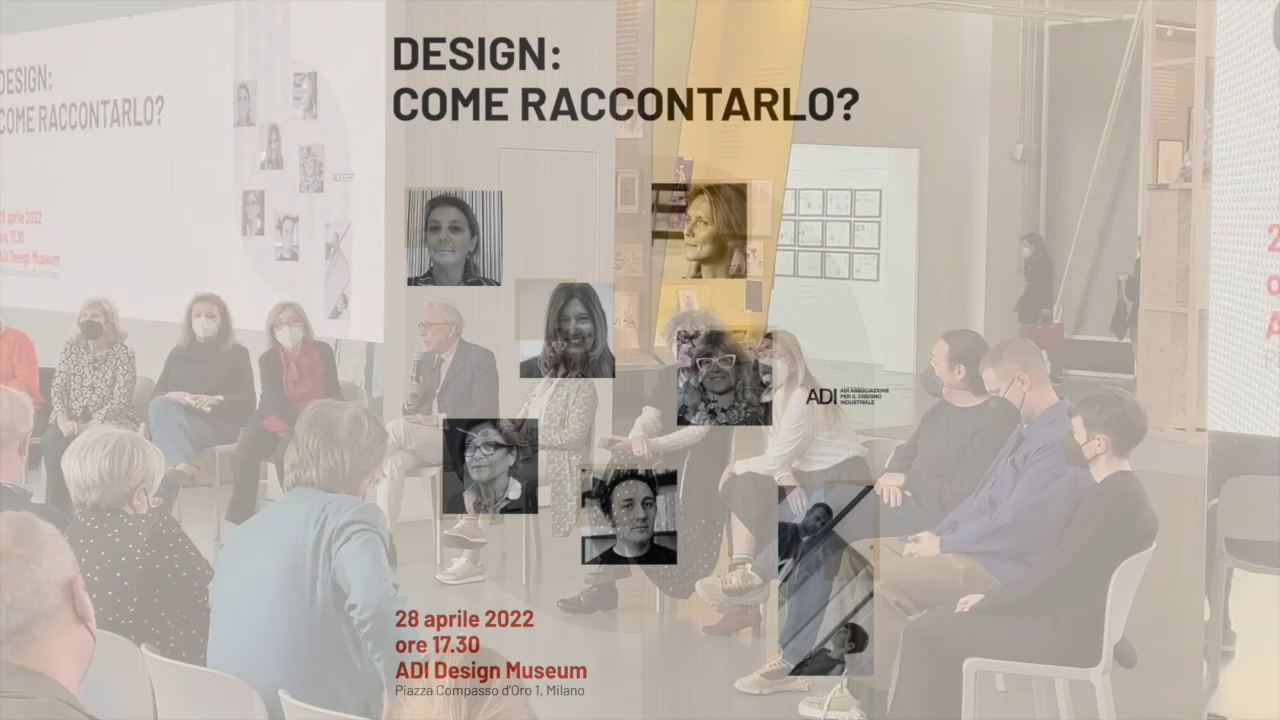 DESIGN:
COME RACCONTARLO?
DESIGN:
COME RACCONTARLO?
ADI
ADI ASSOCIAZIONE
PER IL DISEGNO
INDUSTRIALE
28 aprile 2022
ore 17.30
ADI Design Museum
28 aprile 2022
ore 17.30
ADI Design Museum
Piazza Compasso d'Oro 1, Milano